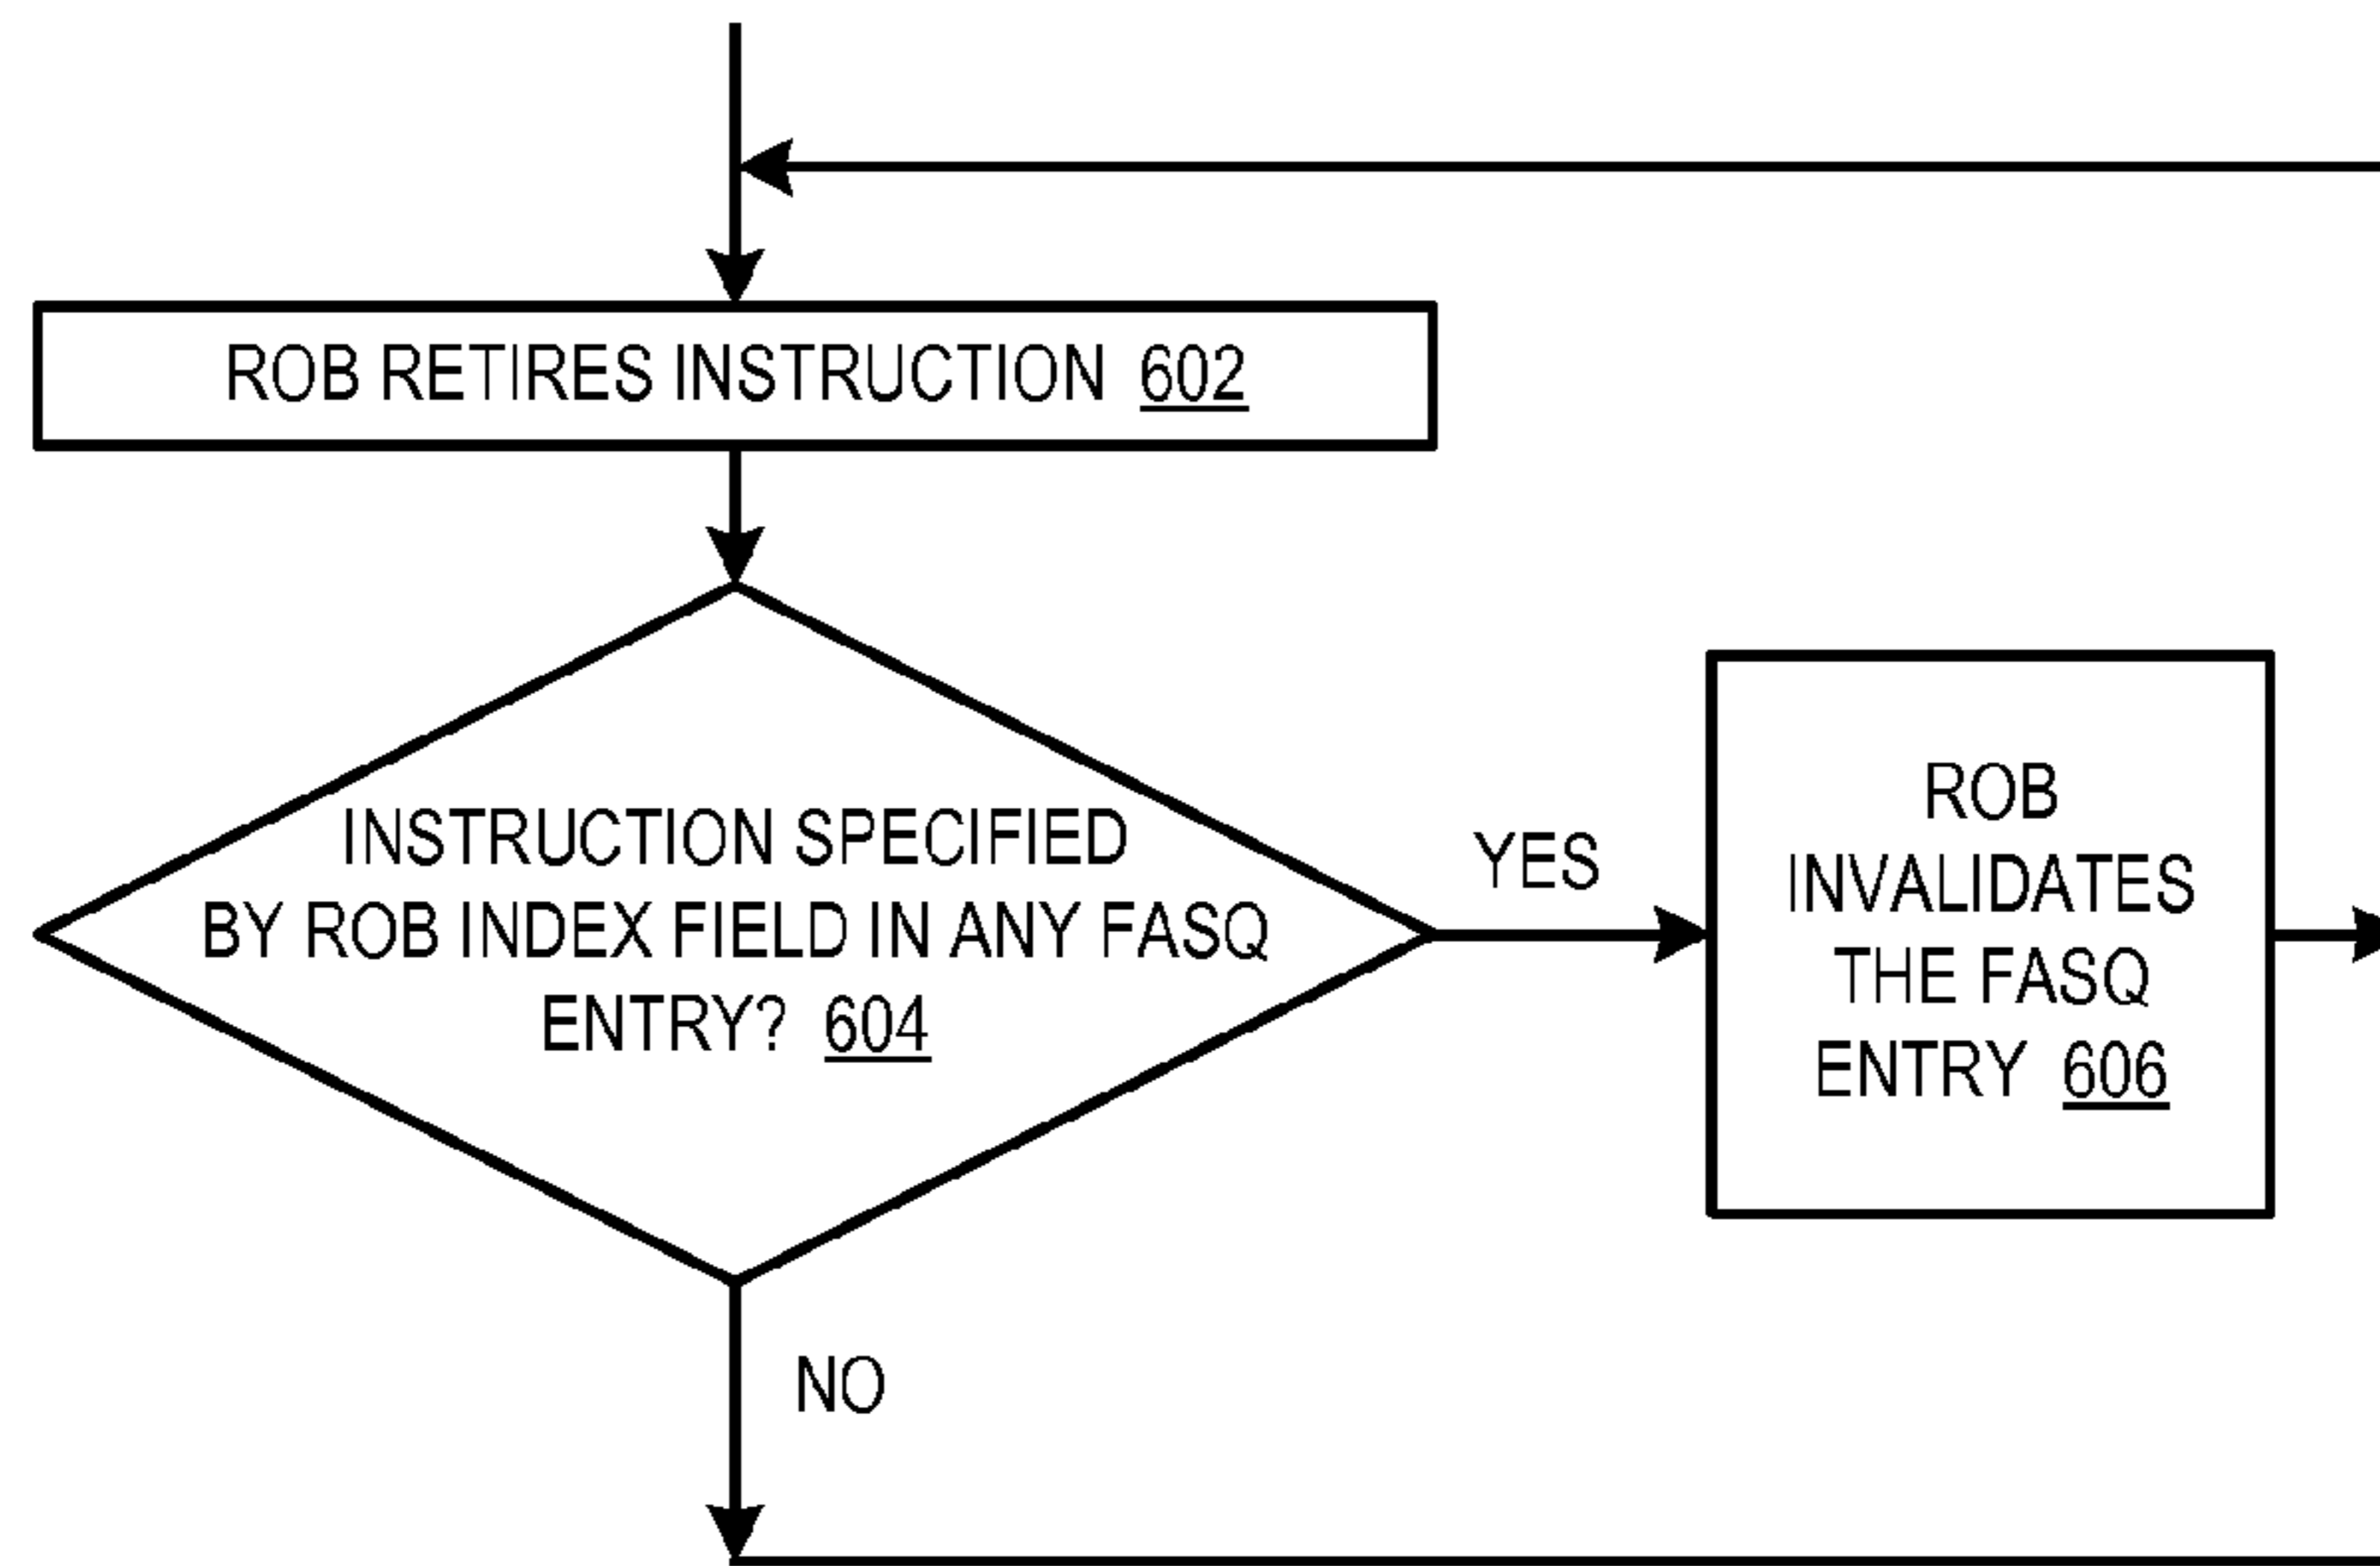 ROB RETIRES INSTRUCTION 602
INSTRUCTION SPECIFIED
BY ROB INDEX FIELD IN ANY FASQ
ENTRY? 604
YES
ROB
INVALIDATES
THE FASQ
ENTRY 606
NO